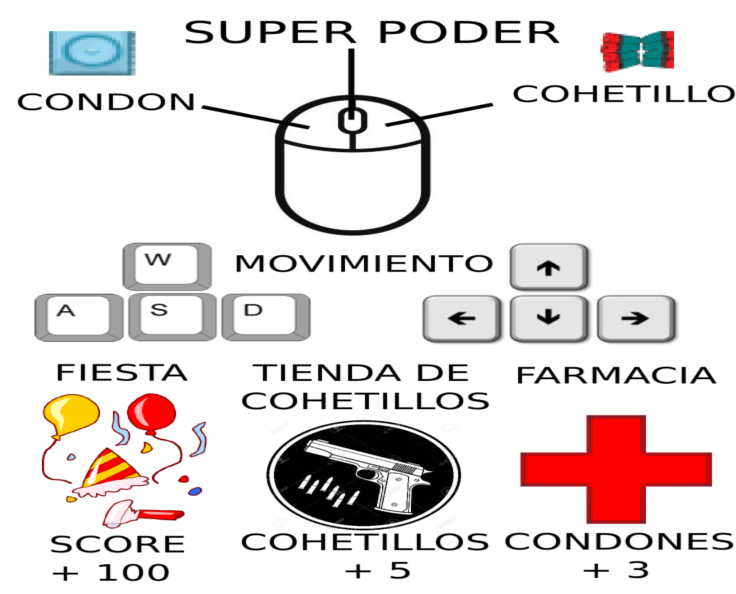 SUPER PODER
CONDON
COHETILLO
W
MOVIMIENTO
A S D
FIESTA
TIENDA DE
COHETILLOS
FARMACIA
SCORE
+ 100
COHETILLOS
+ 5
CONDONES
+ 3